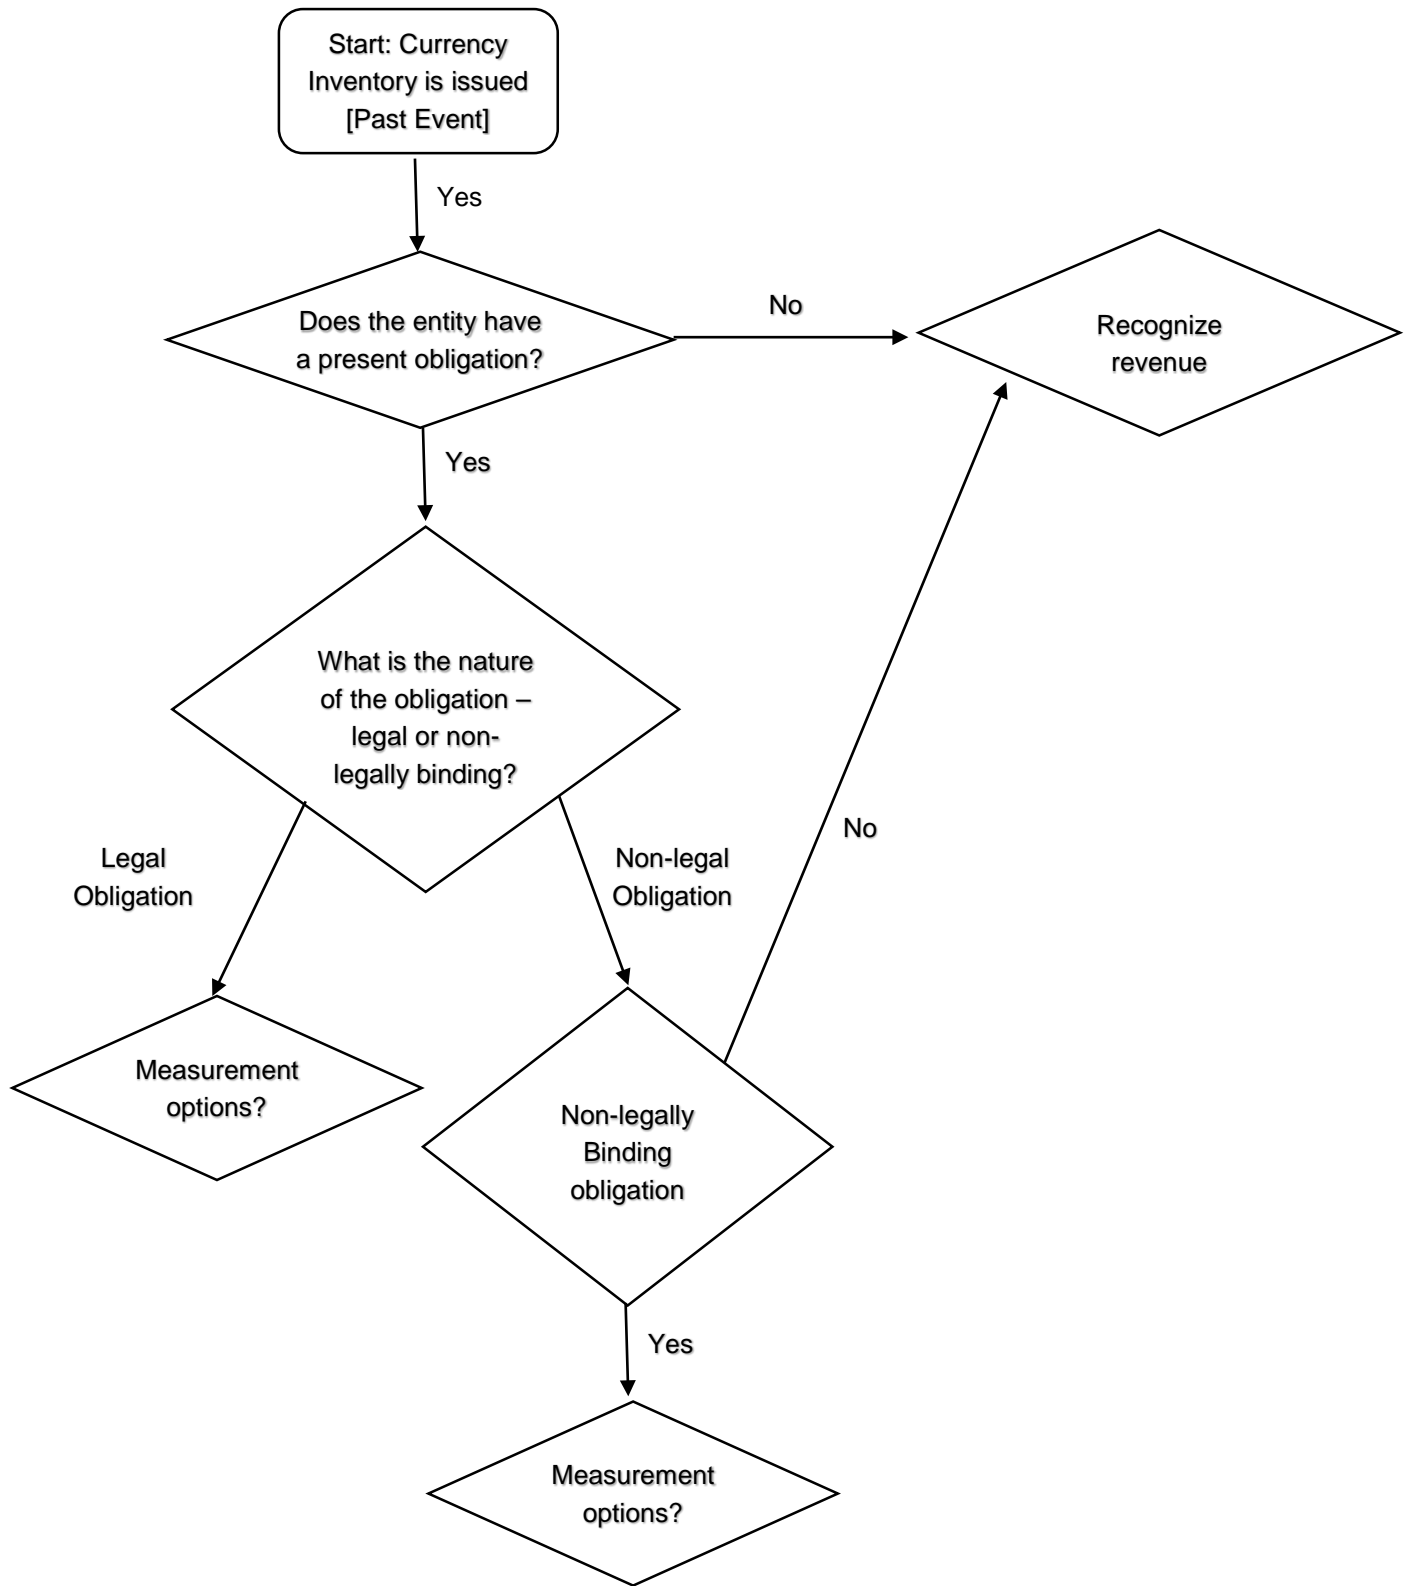 Start: Currency
Inventory is issued
[Past Event]
Yes
Does the entity have
a present obligation?
No
Recognize
revenue
Yes
What is the nature
of the obligation –
legal or non-
legally binding?
Legal
Obligation
Non-legal
Obligation
No
Measurement
options?
Non-legally
Binding
obligation
Yes
Measurement
options?